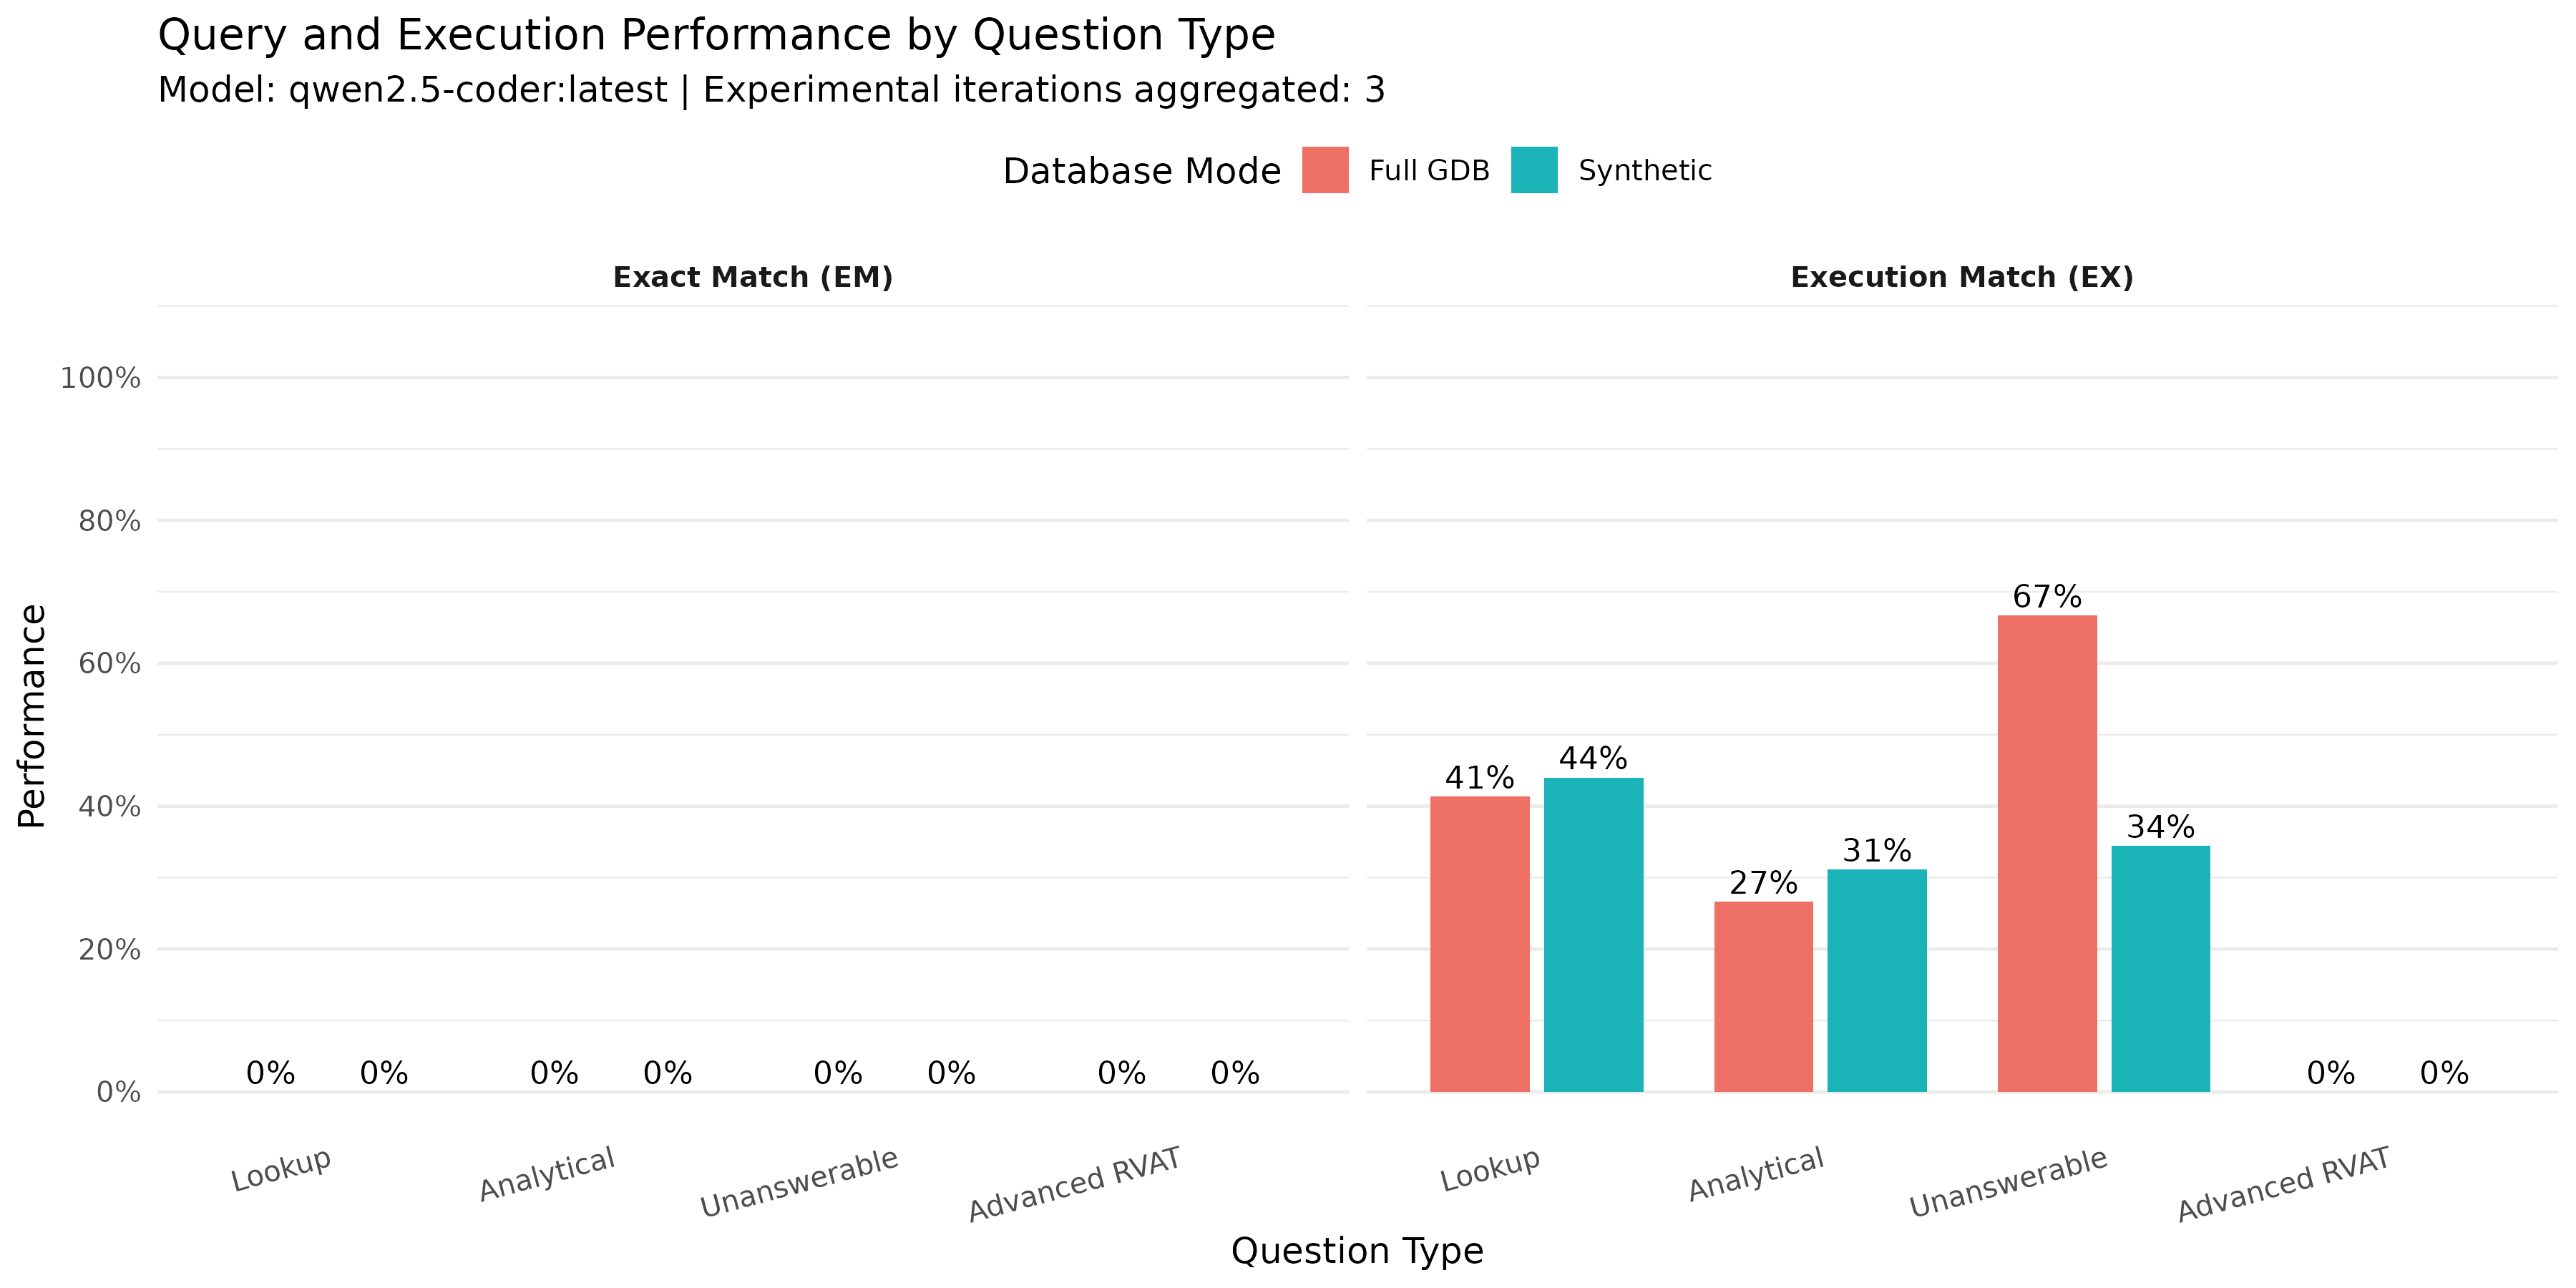 Query and Execution Performance by Question Type
Model: qwen2.5-coder:latest | Experimental iterations aggregated: 3
Database Mode Full GDB Synthetic
Exact Match (EM)
Execution Match (EX)
Performance
100%
80%
60%
40%
20%
0%
0% 0% 0% 0% 0% 0% 0% 0%
41% 44% 27% 31% 67% 34% 0% 0%
Lookup Analytical Unanswerable Advanced RVAT
Lookup Analytical Unanswerable Advanced RVAT
Question Type